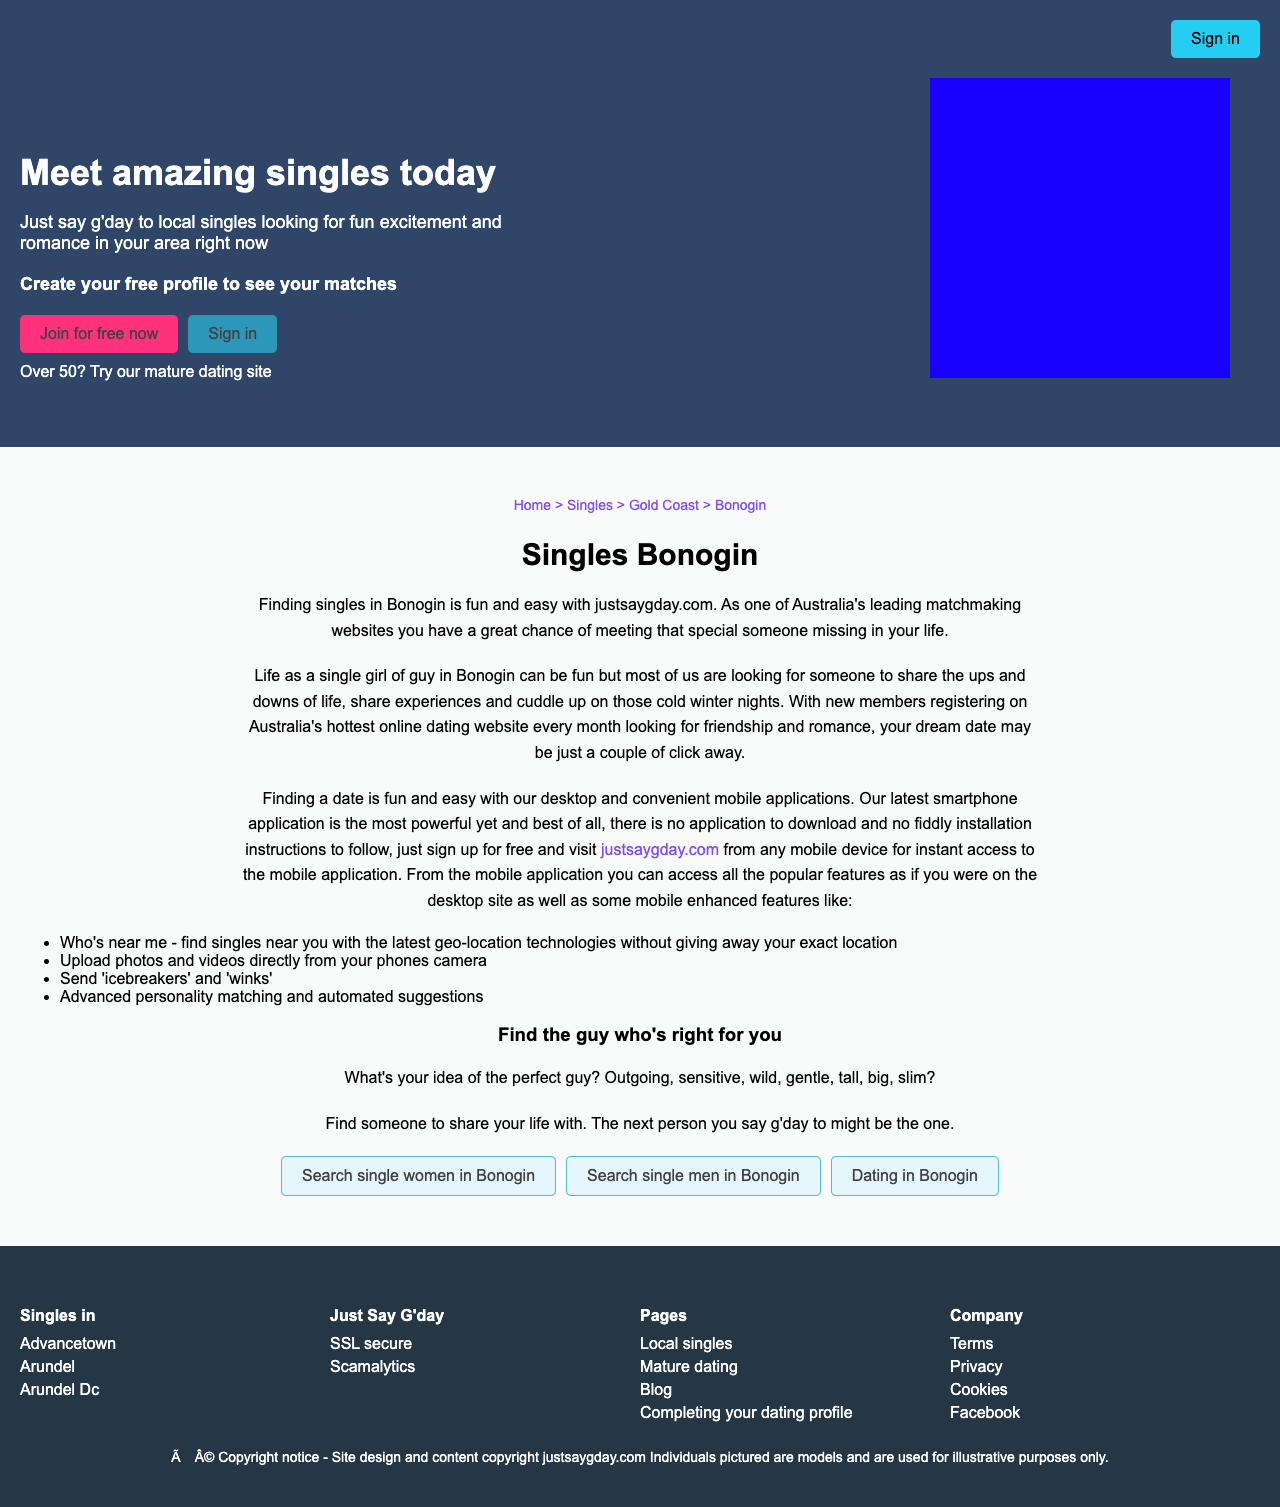 Sign in
Meet amazing singles today
Just say g'day to local singles looking for fun excitement and
romance in your area right now
Create your free profile to see your matches
Join for free now
Sign in
Over 50? Try our mature dating site
Home > Singles > Gold Coast > Bonogin
Singles Bonogin
Finding singles in Bonogin is fun and easy with justsaygday.com. As one of Australia's leading matchmaking
websites you have a great chance of meeting that special someone missing in your life.
Life as a single girl of guy in Bonogin can be fun but most of us are looking for someone to share the ups and
downs of life, share experiences and cuddle up on those cold winter nights. With new members registering on
Australia's hottest online dating website every month looking for friendship and romance, your dream date may
be just a couple of click away.
Finding a date is fun and easy with our desktop and convenient mobile applications. Our latest smartphone
application is the most powerful yet and best of all, there is no application to download and no fiddly installation
instructions to follow, just sign up for free and visit justsaygday.com from any mobile device for instant access to
the mobile application. From the mobile application you can access all the popular features as if you were on the
desktop site as well as some mobile enhanced features like:
• Who's near me - find singles near you with the latest geo-location technologies without giving away your exact location
• Upload photos and videos directly from your phones camera
• Send 'icebreakers' and 'winks'
• Advanced personality matching and automated suggestions
Find the guy who's right for you
What's your idea of the perfect guy? Outgoing, sensitive, wild, gentle, tall, big, slim?
Find someone to share your life with. The next person you say g'day to might be the one.
Search single women in Bonogin
Search single men in Bonogin
Dating in Bonogin
Singles in
Advancetown
Arundel
Arundel Dc
Just Say G'day
SSL secure
Scamalytics
Pages
Local singles
Mature dating
Blog
Completing your dating profile
Company
Terms
Privacy
Cookies
Facebook
Ã Â© Copyright notice - Site design and content copyright justsaygday.com Individuals pictured are models and are used for illustrative purposes only.